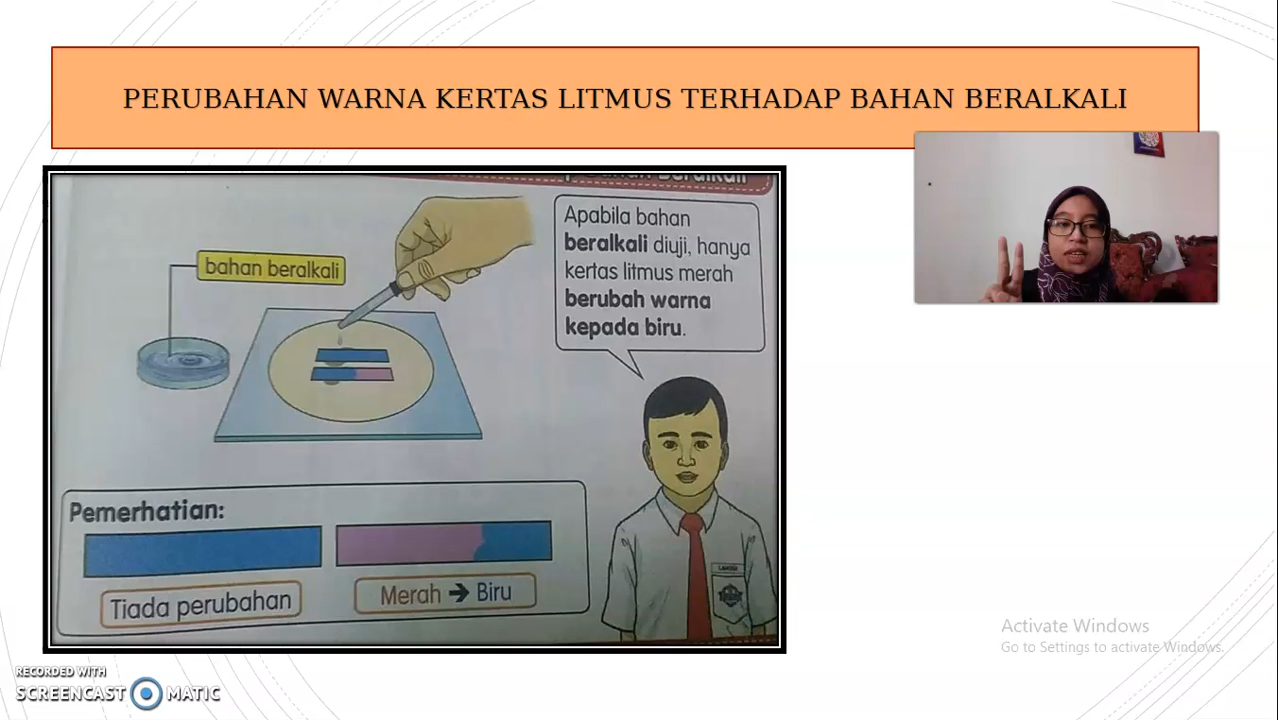 PERUBAHAN WARNA KERTAS LITMUS TERHADAP BAHAN BERALKALI
Bahan Beralkali
bahan beralkali
Apabila bahan
beralkali diuji, hanya
kertas litmus merah
berubah warna
kepada biru.
Pemerhatian:
Tiada perubahan
Merah ➔ Biru
Activate Windows
Go to Settings to activate Windows.
RECORDED WITH
SCREENCAST MATIC